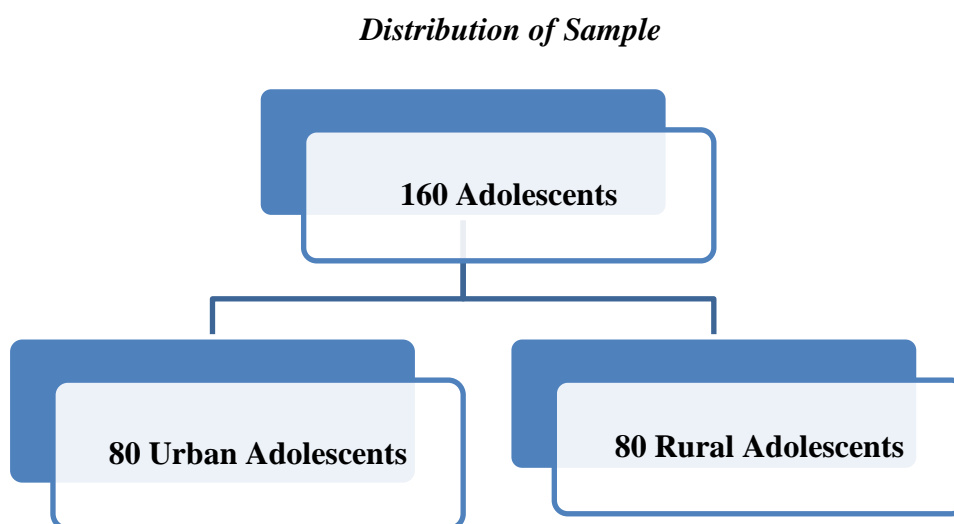 Distribution of Sample
160 Adolescents
80 Urban Adolescents
80 Rural Adolescents